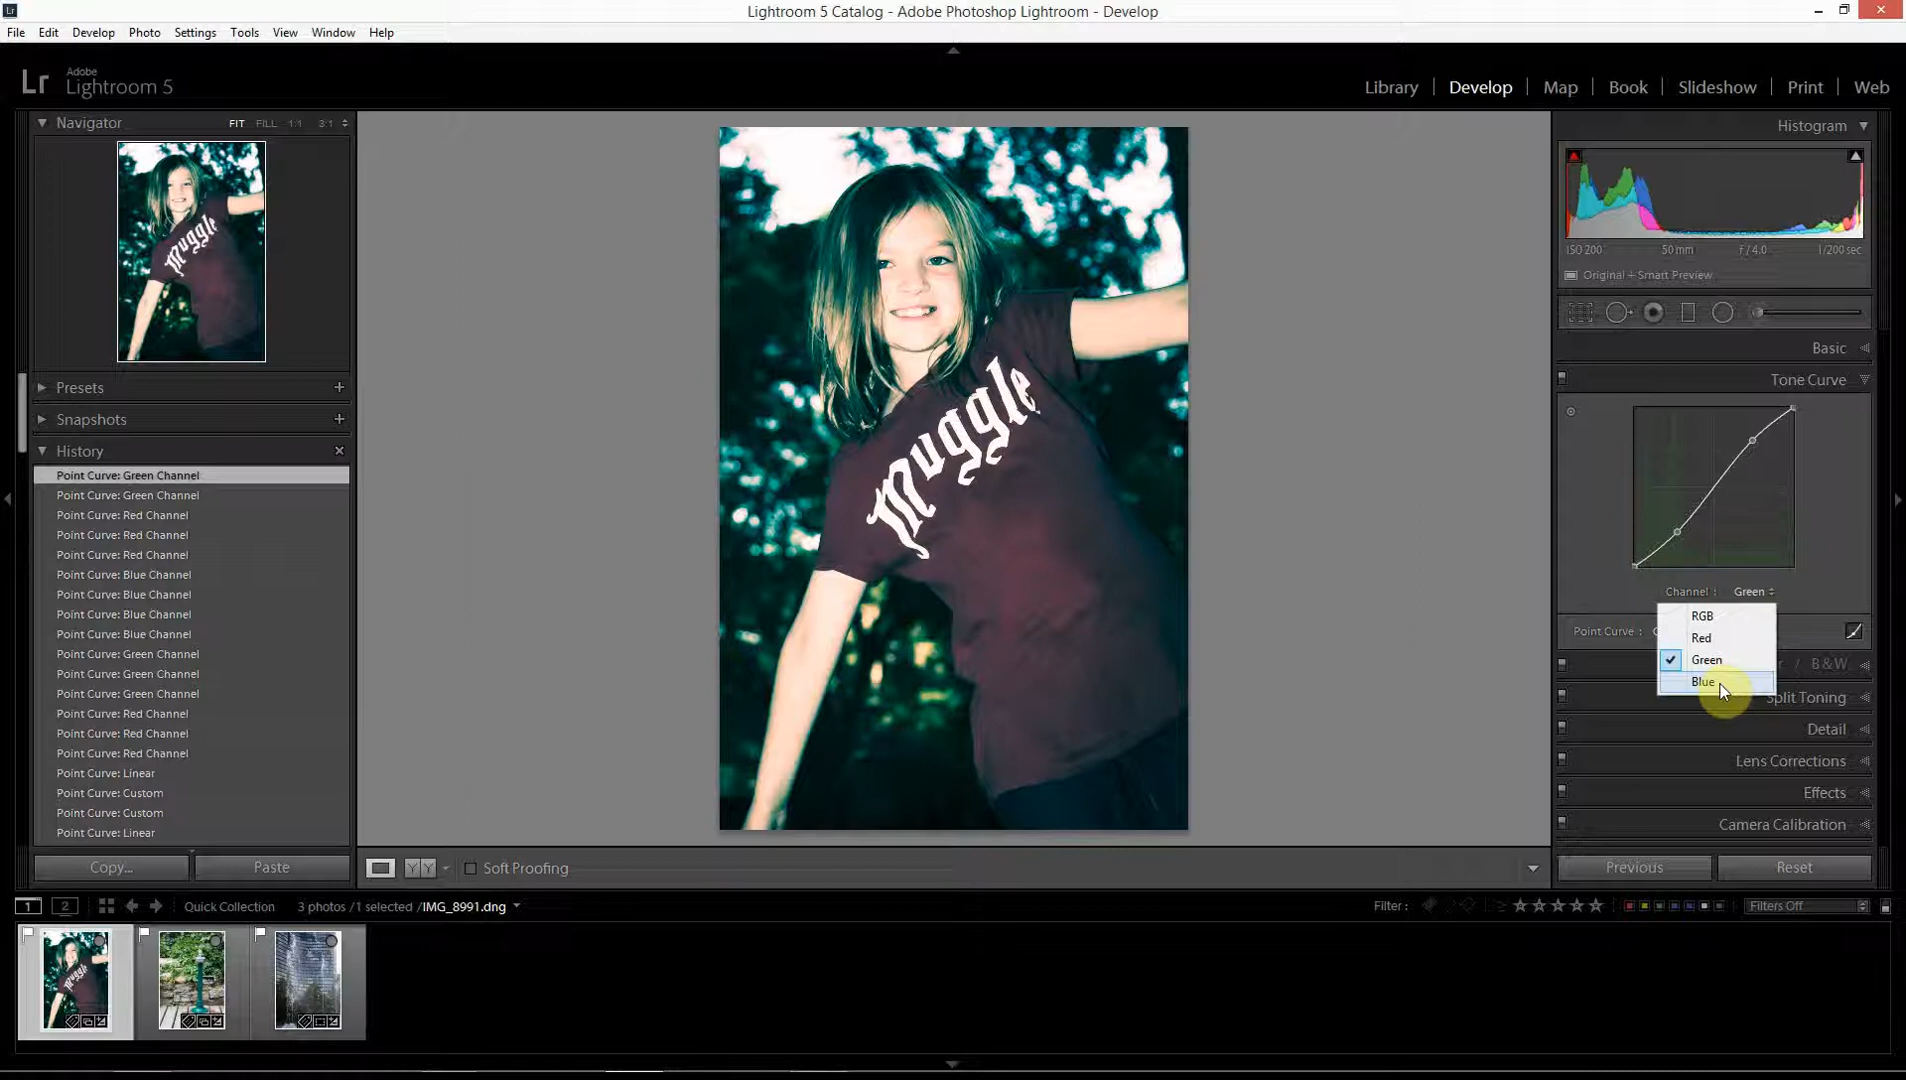 Lr
Lightroom 5 Catalog - Adobe Photoshop Lightroom - Develop
File Edit Develop Photo Settings Tools View Window Help
Lr Adobe
Lightroom 5
Library Develop Map Book Slideshow Print Web
Navigator FIT FILL 1:1 3:1
Histogram
ISO 200 50 mm f / 4.0 1/200 sec
Original + Smart Preview
Basic
Tone Curve
Presets
Snapshots
History
Point Curve: Green Channel
Point Curve: Green Channel
Point Curve: Red Channel
Point Curve: Red Channel
Point Curve: Red Channel
Point Curve: Blue Channel
Point Curve: Blue Channel
Point Curve: Blue Channel
Point Curve: Blue Channel
Point Curve: Green Channel
Point Curve: Green Channel
Point Curve: Green Channel
Point Curve: Red Channel
Point Curve: Red Channel
Point Curve: Red Channel
Point Curve: Linear
Point Curve: Custom
Point Curve: Custom
Point Curve: Linear
Copy... Paste
Muggle
Channel : Green
RGB
Red
Green
Blue
Point Curve :
/ B&W
Split Toning
Detail
Lens Corrections
Effects
Camera Calibration
Previous Reset
YY Soft Proofing
1 2 Quick Collection 3 photos /1 selected /IMG_8991.dng
Filter : Filters Off